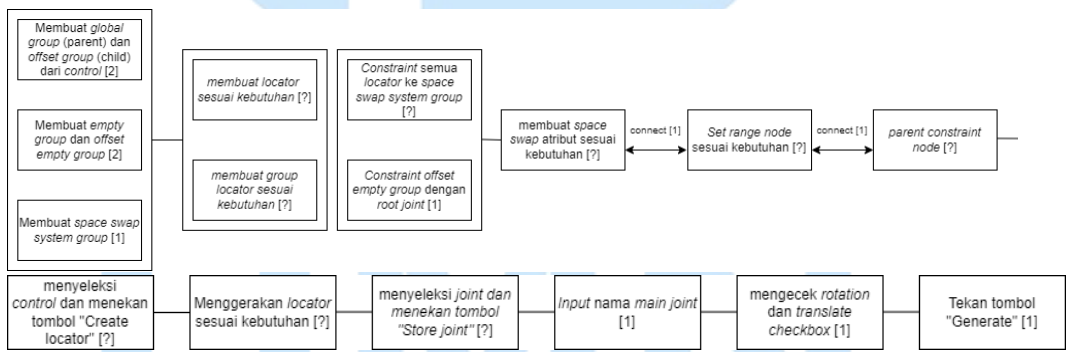 Membuat global
group (parent) dan
offset group (child)
dari control [2]
Membuat empty
group dan offset
empty group [2]
Membuat space swap
system group [1]
membuat locator
sesuai kebutuhan [?]
membuat group
locator sesuai
kebutuhan [?]
Constraint semua
locator ke space
swap system group
[?]
Constraint offset
empty group dengan
root joint [1]
membuat space
swap atribut sesuai
kebutuhan [?]
connect [1]
Set range node
sesuai kebutuhan [?]
connect [1]
parent constraint
node [?]
menyeleksi
control dan menekan
tombol "Create
locator" [?]
Menggerakan locator
sesuai kebutuhan [?]
menyeleksi joint dan
menekan tombol
"Store joint" [?]
Input nama main joint
[1]
mengecek rotation
dan translate
checkbox [1]
Tekan tombol
"Generate" [1]